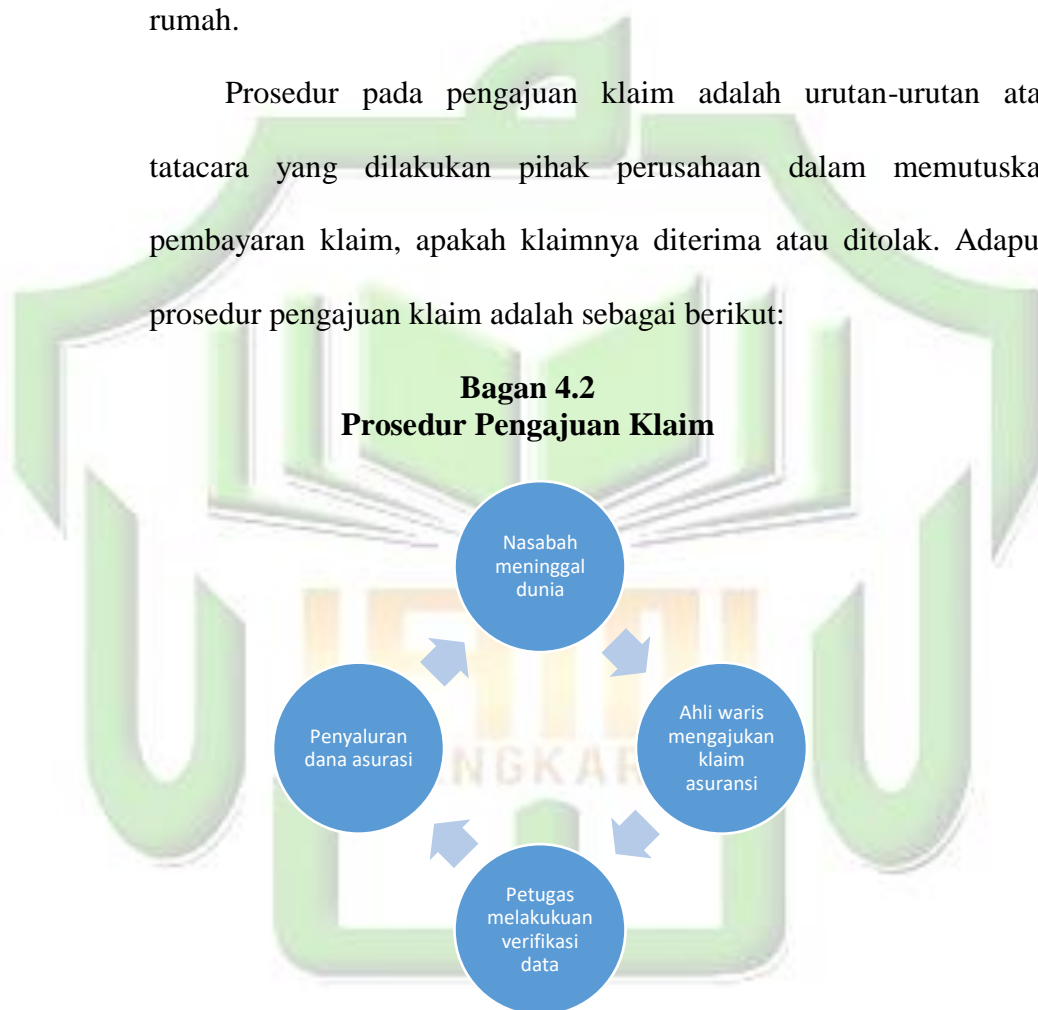 rumah.
Prosedur pada pengajuan klaim adalah urutan-urutan ata
tatacara yang dilakukan pihak perusahaan dalam memutuska
pembayaran klaim, apakah klaimnya diterima atau ditolak. Adapu
prosedur pengajuan klaim adalah sebagai berikut:
Bagan 4.2
Prosedur Pengajuan Klaim
Nasabah
meninggal
dunia
Ahli waris
mengajukan
klaim
asuransi
Petugas
melakukuan
verifikasi
data
Penyaluran
dana asurasi